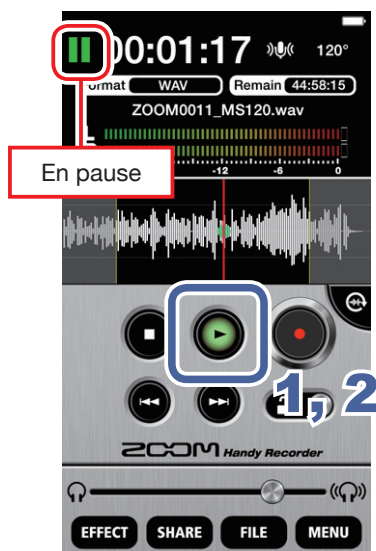 00:01:17 120°
Format WAV Remain 44:58:15
ZOOM0011_MS120.wav
-12 -6 0
En pause
1, 2
ZOOM Handy Recorder
EFFECT SHARE FILE MENU